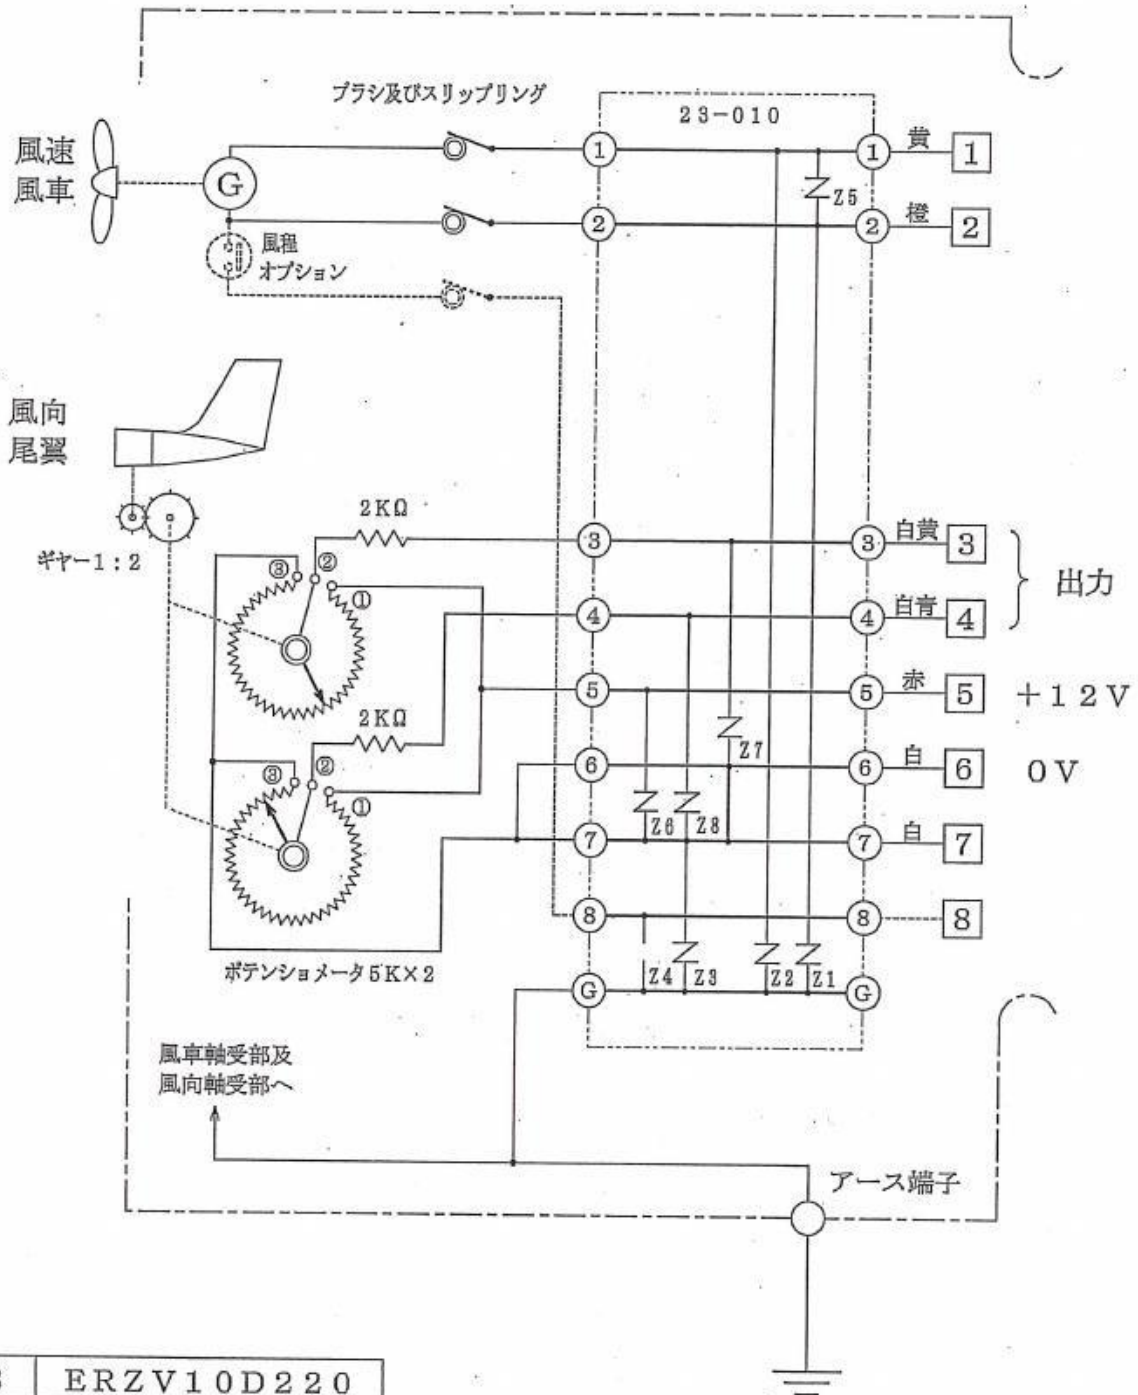 ブラシ及びスリップリング
23-010
風速
風車
G
1
1
黄
1
Z5
2
2
橙
2
風程
オプション
風向
尾翼
ギヤー1:2
2KΩ
③
②
①
3
3
白黄
3
4
4
白青
4
出力
5
5
赤
5
+12V
2KΩ
③
②
①
Z7
6
6
白
6
0V
Z6
Z8
7
7
白
7
8
8
8
ポテンショメータ5K×2
Z4
Z3
Z2
Z1
G
G
風車軸受部及
風向軸受部へ
アース端子
ERZV10D220